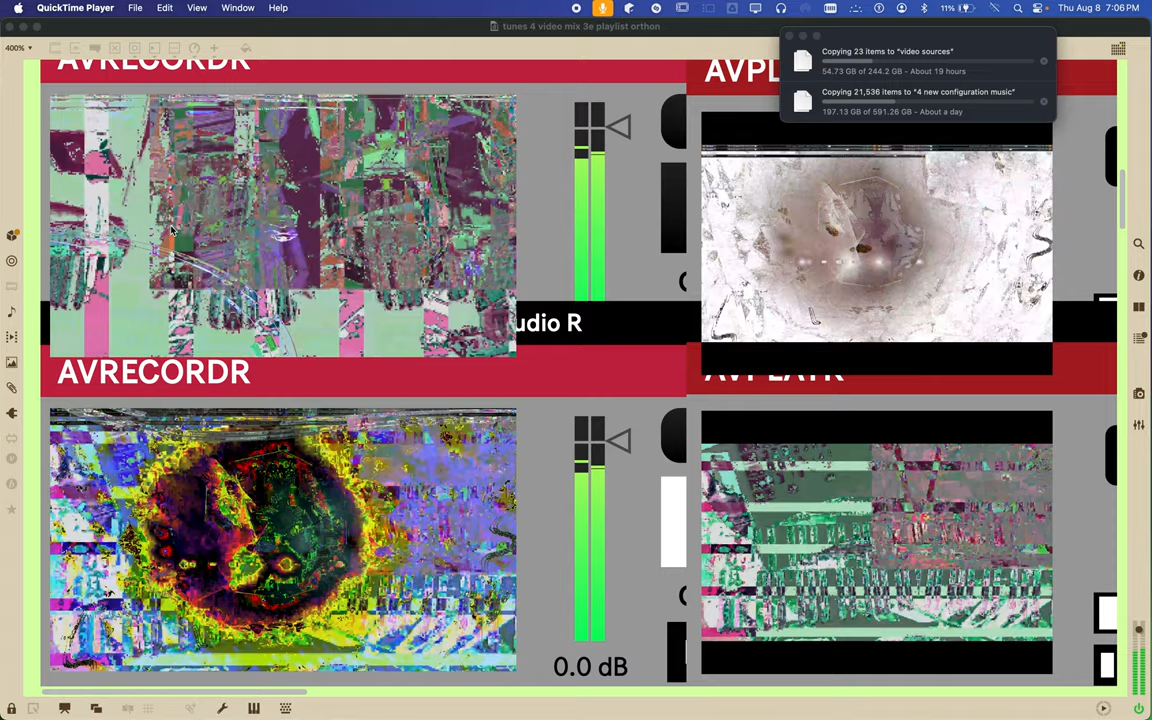 QuickTime Player File Edit View Window Help
11% Thu Aug 8 7:06 PM
tunes 4 video mix 3e playlist orthon
400%
Copying 23 items to "video sources"
54.73 GB of 244.2 GB - About 19 hours
Copying 21,536 items to "4 new configuration music"
197.13 GB of 591.26 GB - About a day
AVRECORDR
AVPL
udio R
AVRECORDR
AVPLAYR
0.0 dB